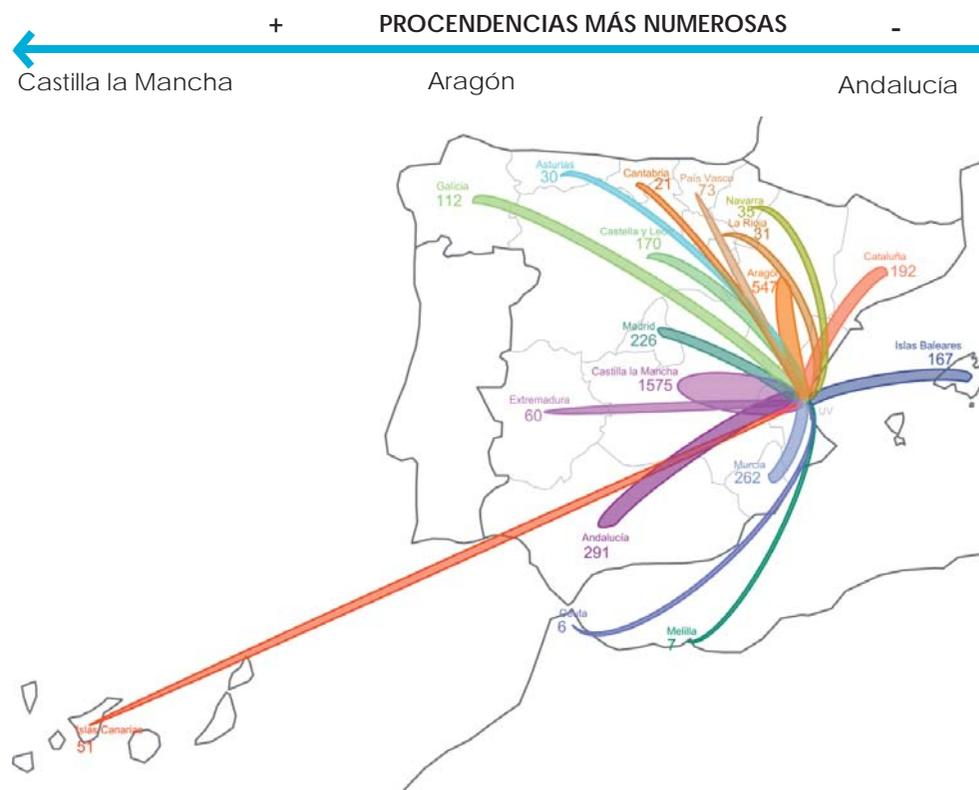 + PROCENDENCIAS MÁS NUMEROSAS -
Castilla la Mancha Aragón Andalucía
Asturias
30
Cantabria
21
País Vasco
73
Galicia
112
Navarra
35
La Rioja
31
Castella y León
170
Cataluña
192
Aragón
547
Madrid
226
Islas Baleares
167
Castilla la Mancha
1575
Extremadura
60
UV
Murcia
262
Andalucía
291
Ceuta
6
Melilla
7
Islas Canarias
51